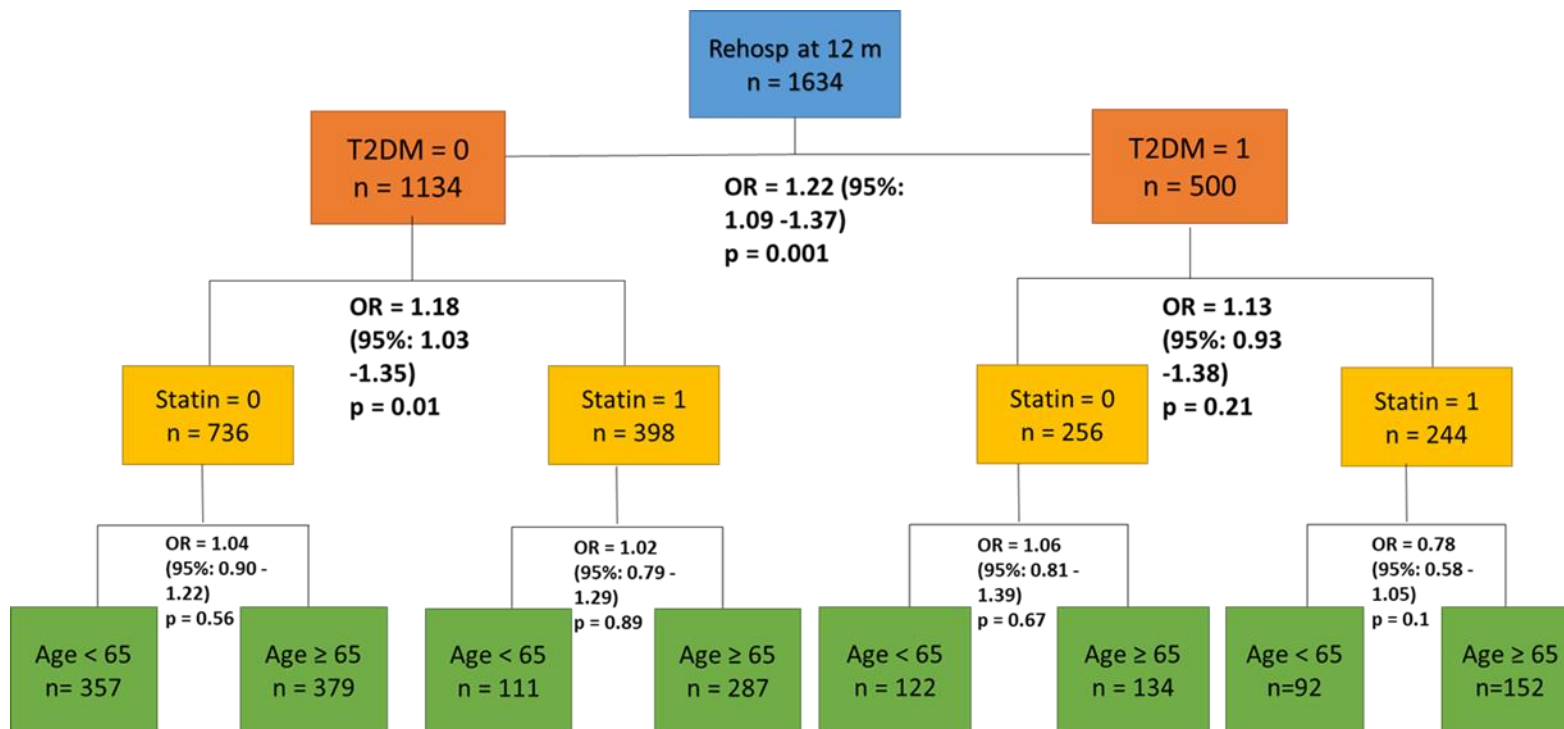 Rehosp at 12 m
n = 1634
T2DM = 0
n = 1134
T2DM = 1
n = 500
OR = 1.22 (95%:
1.09 -1.37)
p = 0.001
OR = 1.18
(95%: 1.03
-1.35)
p = 0.01
OR = 1.13
(95%: 0.93
-1.38)
p = 0.21
Statin = 0
n = 736
Statin = 1
n = 398
Statin = 0
n = 256
Statin = 1
n = 244
OR = 1.04
(95%: 0.90 -
1.22)
p = 0.56
OR = 1.02
(95%: 0.79 -
1.29)
p = 0.89
OR = 1.06
(95%: 0.81 -
1.39)
p = 0.67
OR = 0.78
(95%: 0.58 -
1.05)
p = 0.1
Age < 65
n= 357
Age ≥ 65
n = 379
Age < 65
n = 111
Age ≥ 65
n = 287
Age < 65
n = 122
Age ≥ 65
n = 134
Age < 65
n=92
Age ≥ 65
n=152